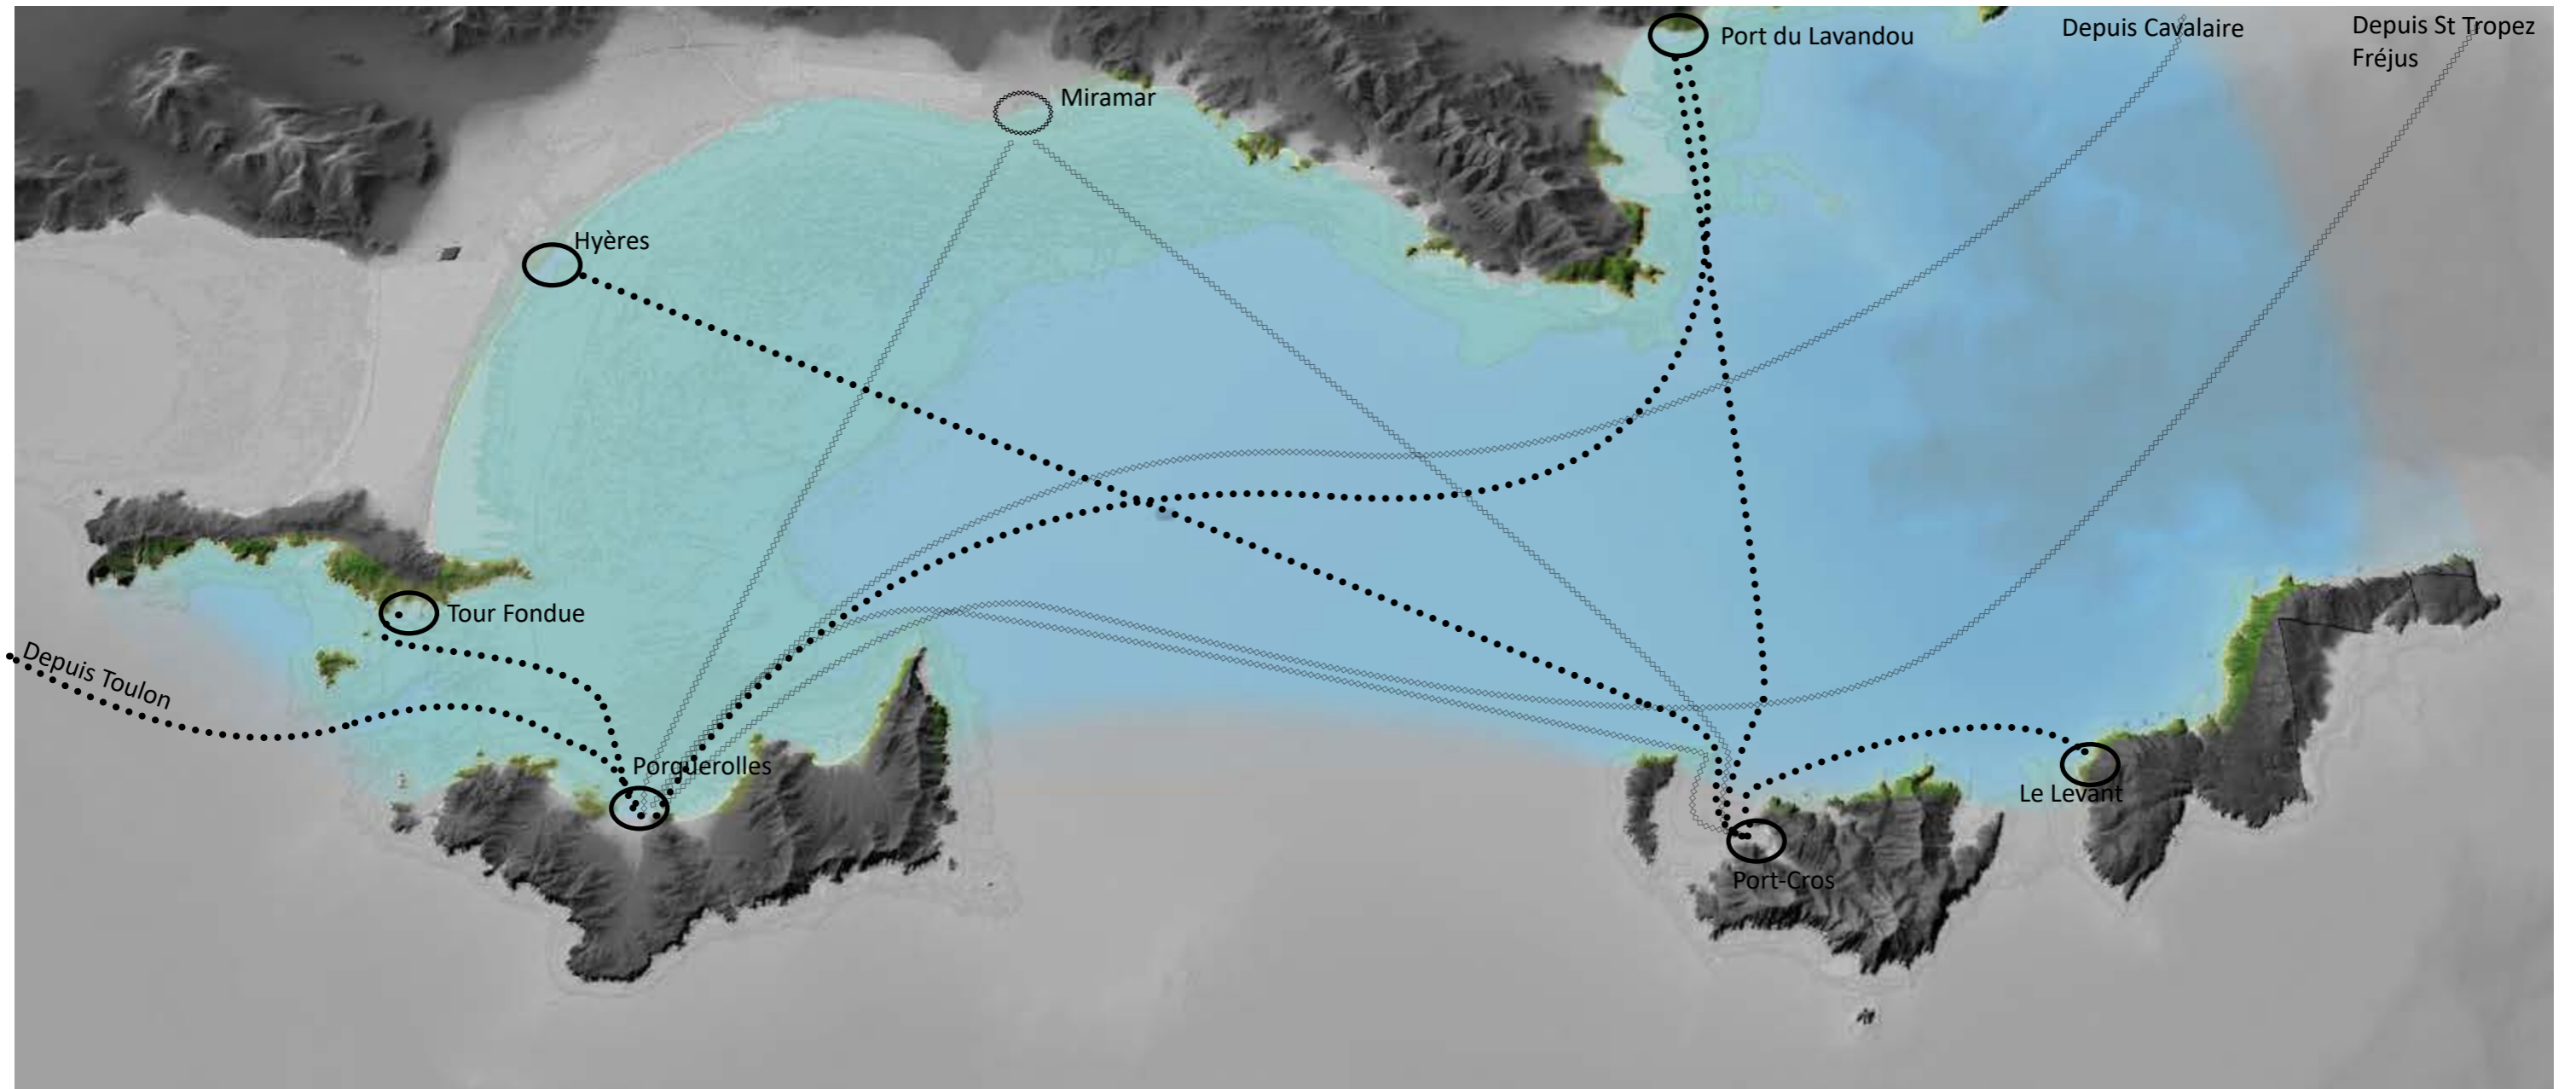 Port du Lavandou
Depuis Cavalaire
Depuis St Tropez
Fréjus
Miramar
Hyères
Tour Fondue
Depuis Toulon
Porquerolles
Le Levant
Port-Cros